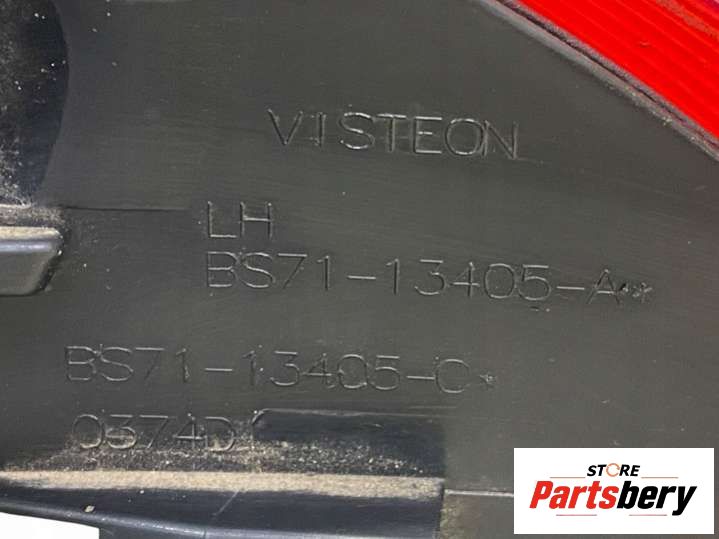 VISTEON
LH
BS71-13405-A**
BS71-13405-C*
0374D
STORE
Partsbery